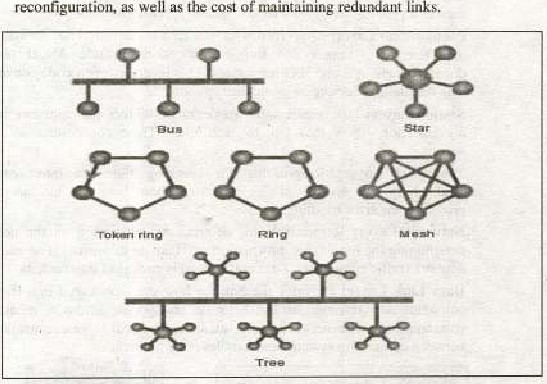 reconfiguration, as well as the cost of maintaining redundant links.
Bus
Star
Token ring
Ring
Mesh
Tree